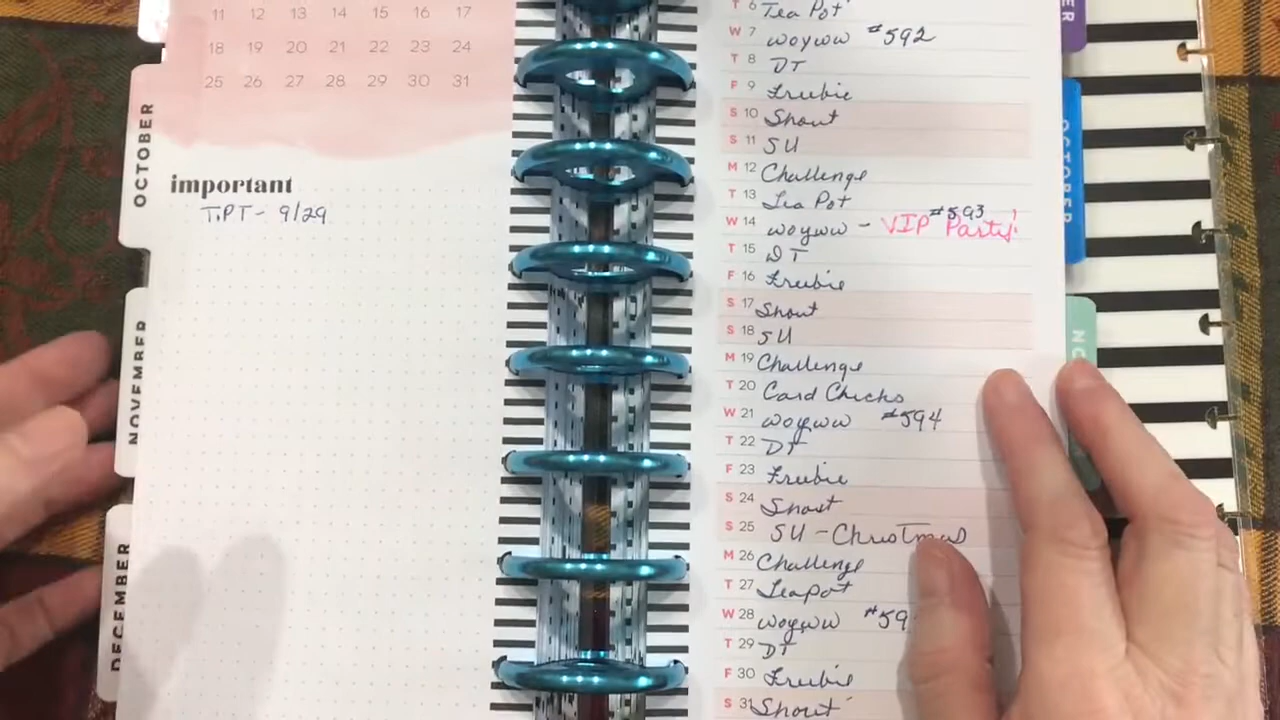 11 12 13 14 15 16 17
18 19 20 21 22 23 24
25 26 27 28 29 30 31
OCTOBER
NOVEMBER
DECEMBER
important
T.P.T - 9/29
T 6 Tea Pot
W 7 woyww #592
T 8 DT
F 9 Freebie
S 10 Shout
S 11 SU
M 12 Challenge
T 13 Tea Pot
W 14 woyww - #593 VIP Party!
T 15 DT
F 16 Freebie
S 17 Shout
S 18 SU
M 19 Challenge
T 20 Card Chicks
W 21 woyww #594
T 22 DT
F 23 Freebie
S 24 Shout
S 25 SU - Christmas
M 26 Challenge
T 27 Teapot
W 28 woyww #59
T 29 DT
F 30 Freebie
S 31 Shout
ER
OCTOBER
NO